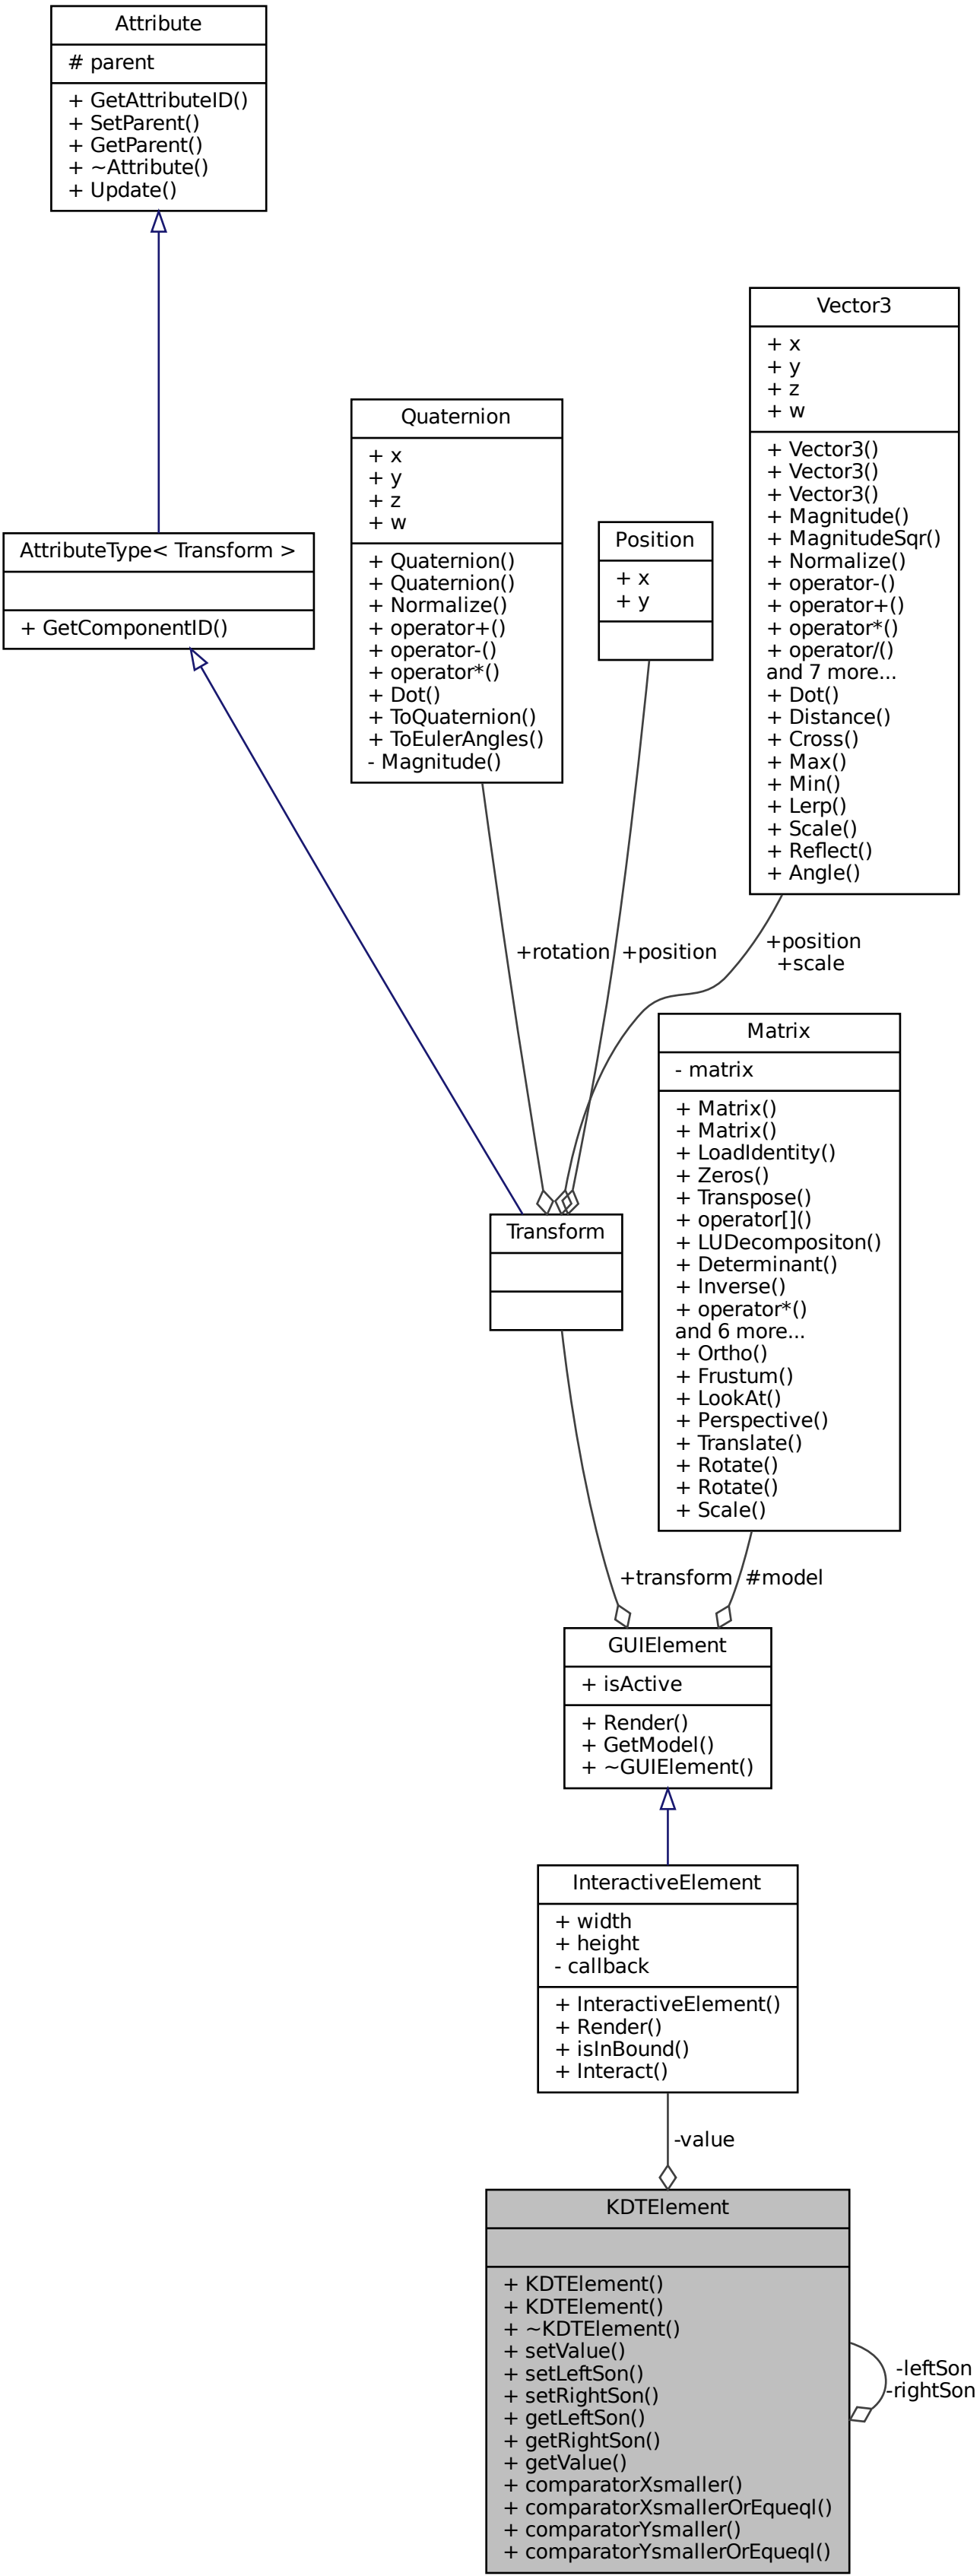 Attribute
# parent
+ GetAttributeID()
+ SetParent()
+ GetParent()
+ ~Attribute()
+ Update()
Vector3
+ x
+ y
+ z
+ w
+ Vector3()
+ Vector3()
+ Vector3()
+ Magnitude()
+ MagnitudeSqr()
+ Normalize()
+ operator-()
+ operator+()
+ operator*()
+ operator/()
and 7 more...
+ Dot()
+ Distance()
+ Cross()
+ Max()
+ Min()
+ Lerp()
+ Scale()
+ Reflect()
+ Angle()
Quaternion
+ x
+ y
+ z
+ w
+ Quaternion()
+ Quaternion()
+ Normalize()
+ operator+()
+ operator-()
+ operator*()
+ Dot()
+ ToQuaternion()
+ ToEulerAngles()
- Magnitude()
Position
+ x
+ y
AttributeType< Transform >
+ GetComponentID()
+rotation
+position
+position
+scale
Matrix
- matrix
+ Matrix()
+ Matrix()
+ LoadIdentity()
+ Zeros()
+ Transpose()
+ operator[]()
+ LUDecompositon()
+ Determinant()
+ Inverse()
+ operator*()
and 6 more...
+ Ortho()
+ Frustum()
+ LookAt()
+ Perspective()
+ Translate()
+ Rotate()
+ Rotate()
+ Scale()
Transform
+transform
#model
GUIElement
+ isActive
+ Render()
+ GetModel()
+ ~GUIElement()
InteractiveElement
+ width
+ height
- callback
+ InteractiveElement()
+ Render()
+ isInBound()
+ Interact()
-value
KDTElement
+ KDTElement()
+ KDTElement()
+ ~KDTElement()
+ setValue()
+ setLeftSon()
+ setRightSon()
+ getLeftSon()
+ getRightSon()
+ getValue()
+ comparatorXsmaller()
+ comparatorXsmallerOrEqueql()
+ comparatorYsmaller()
+ comparatorYsmallerOrEqueql()
-leftSon
-rightSon